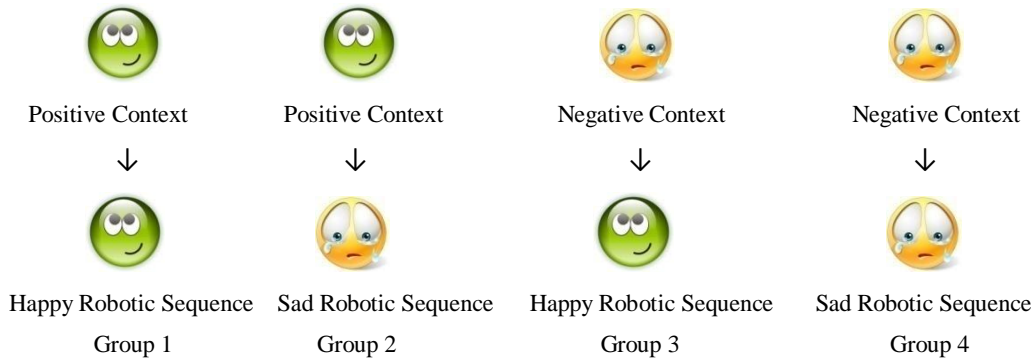 Positive Context Positive Context Negative Context Negative Context
Happy Robotic Sequence Sad Robotic Sequence Happy Robotic Sequence Sad Robotic Sequence
Group 1 Group 2 Group 3 Group 4